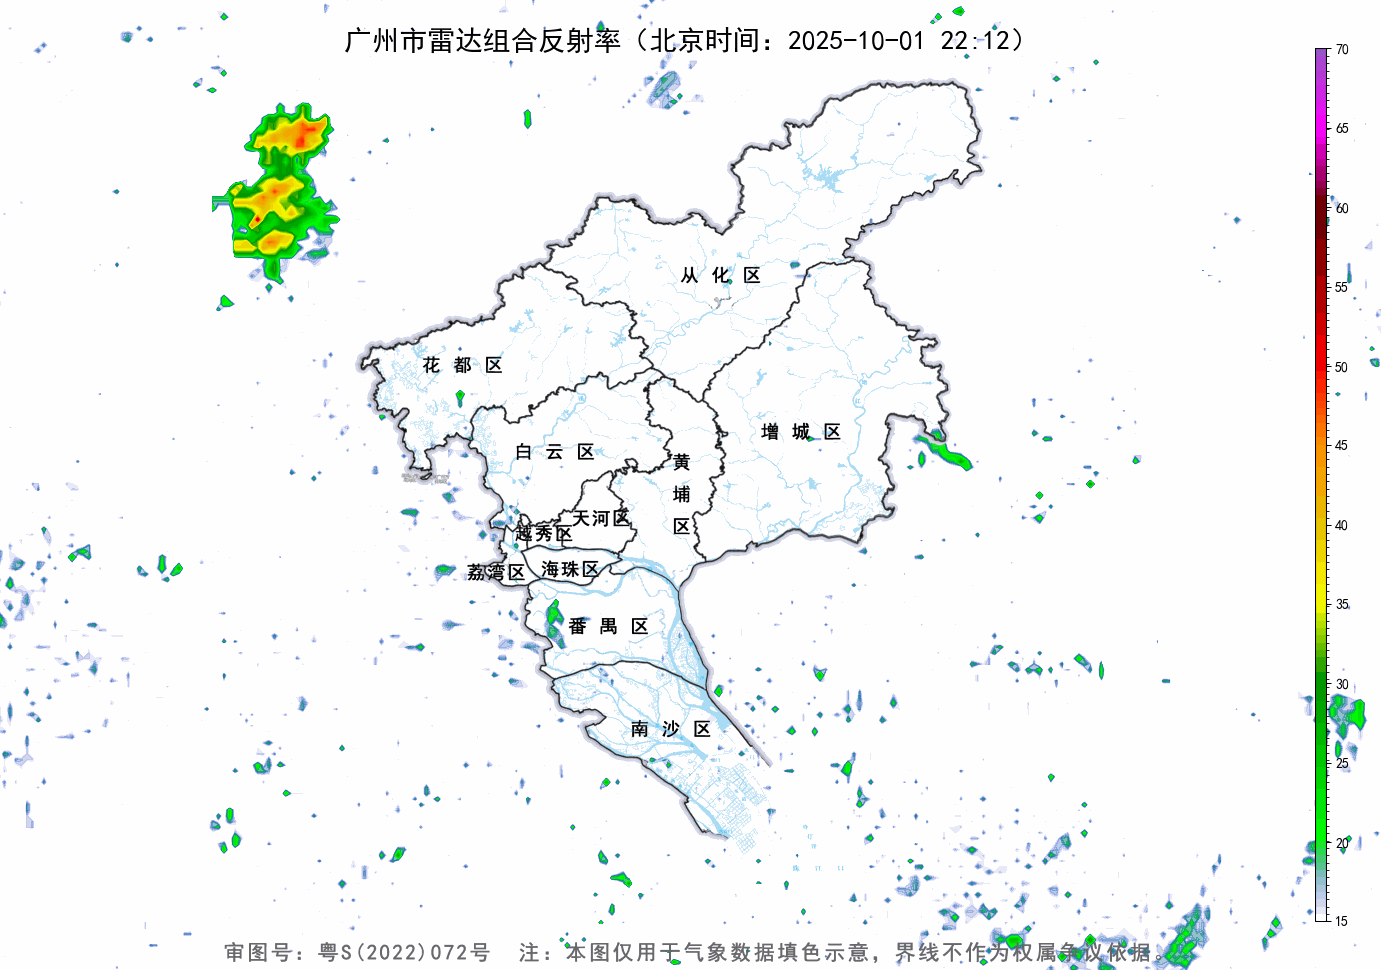 广州市雷达组合反射率（北京时间：2025-10-01 22:12）
70
65
60
55
50
45
40
35
30
25
20
15
从化区
花都区
增城区
白云区
黄埔区
天河区
越秀区
海珠区
荔湾区
番禺区
南沙区
审图号：粤S(2022)072号 注：本图仅用于气象数据填色示意，界线不作为权属争议依据。